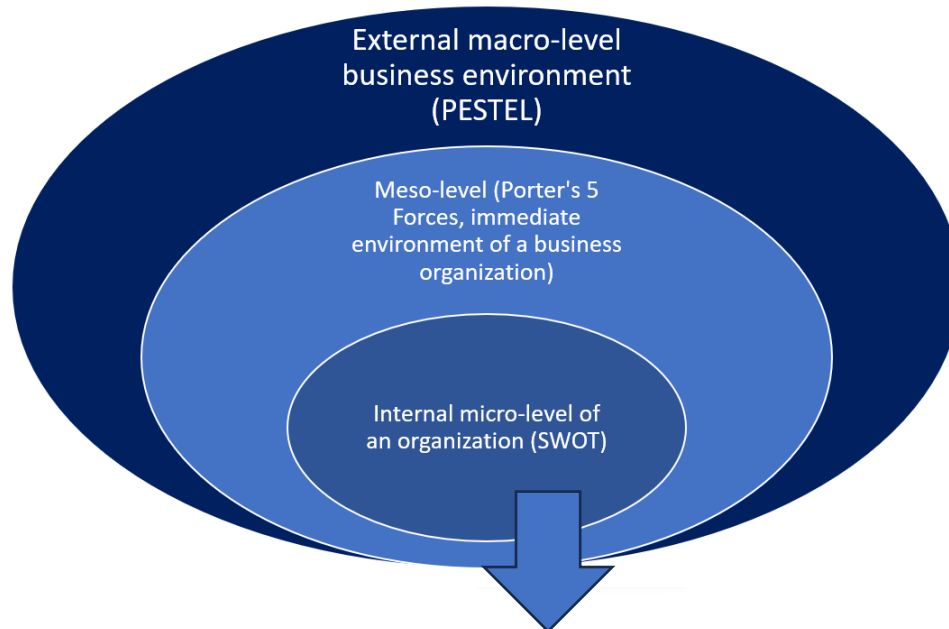 External macro-level
business environment
(PESTEL)
Meso-level (Porter's 5
Forces, immediate
environment of a business
organization)
Internal micro-level of
an organization (SWOT)